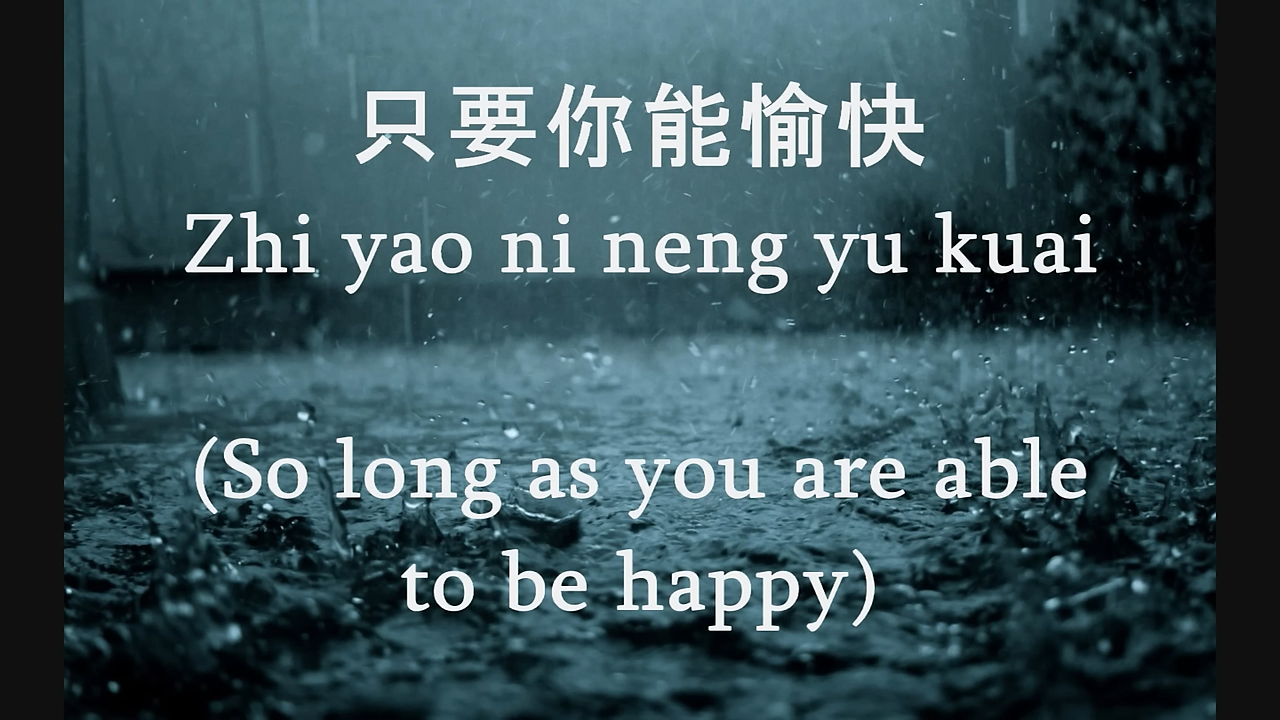 只要你能愉快
Zhi yao ni neng yu kuai
(So long as you are able
to be happy)